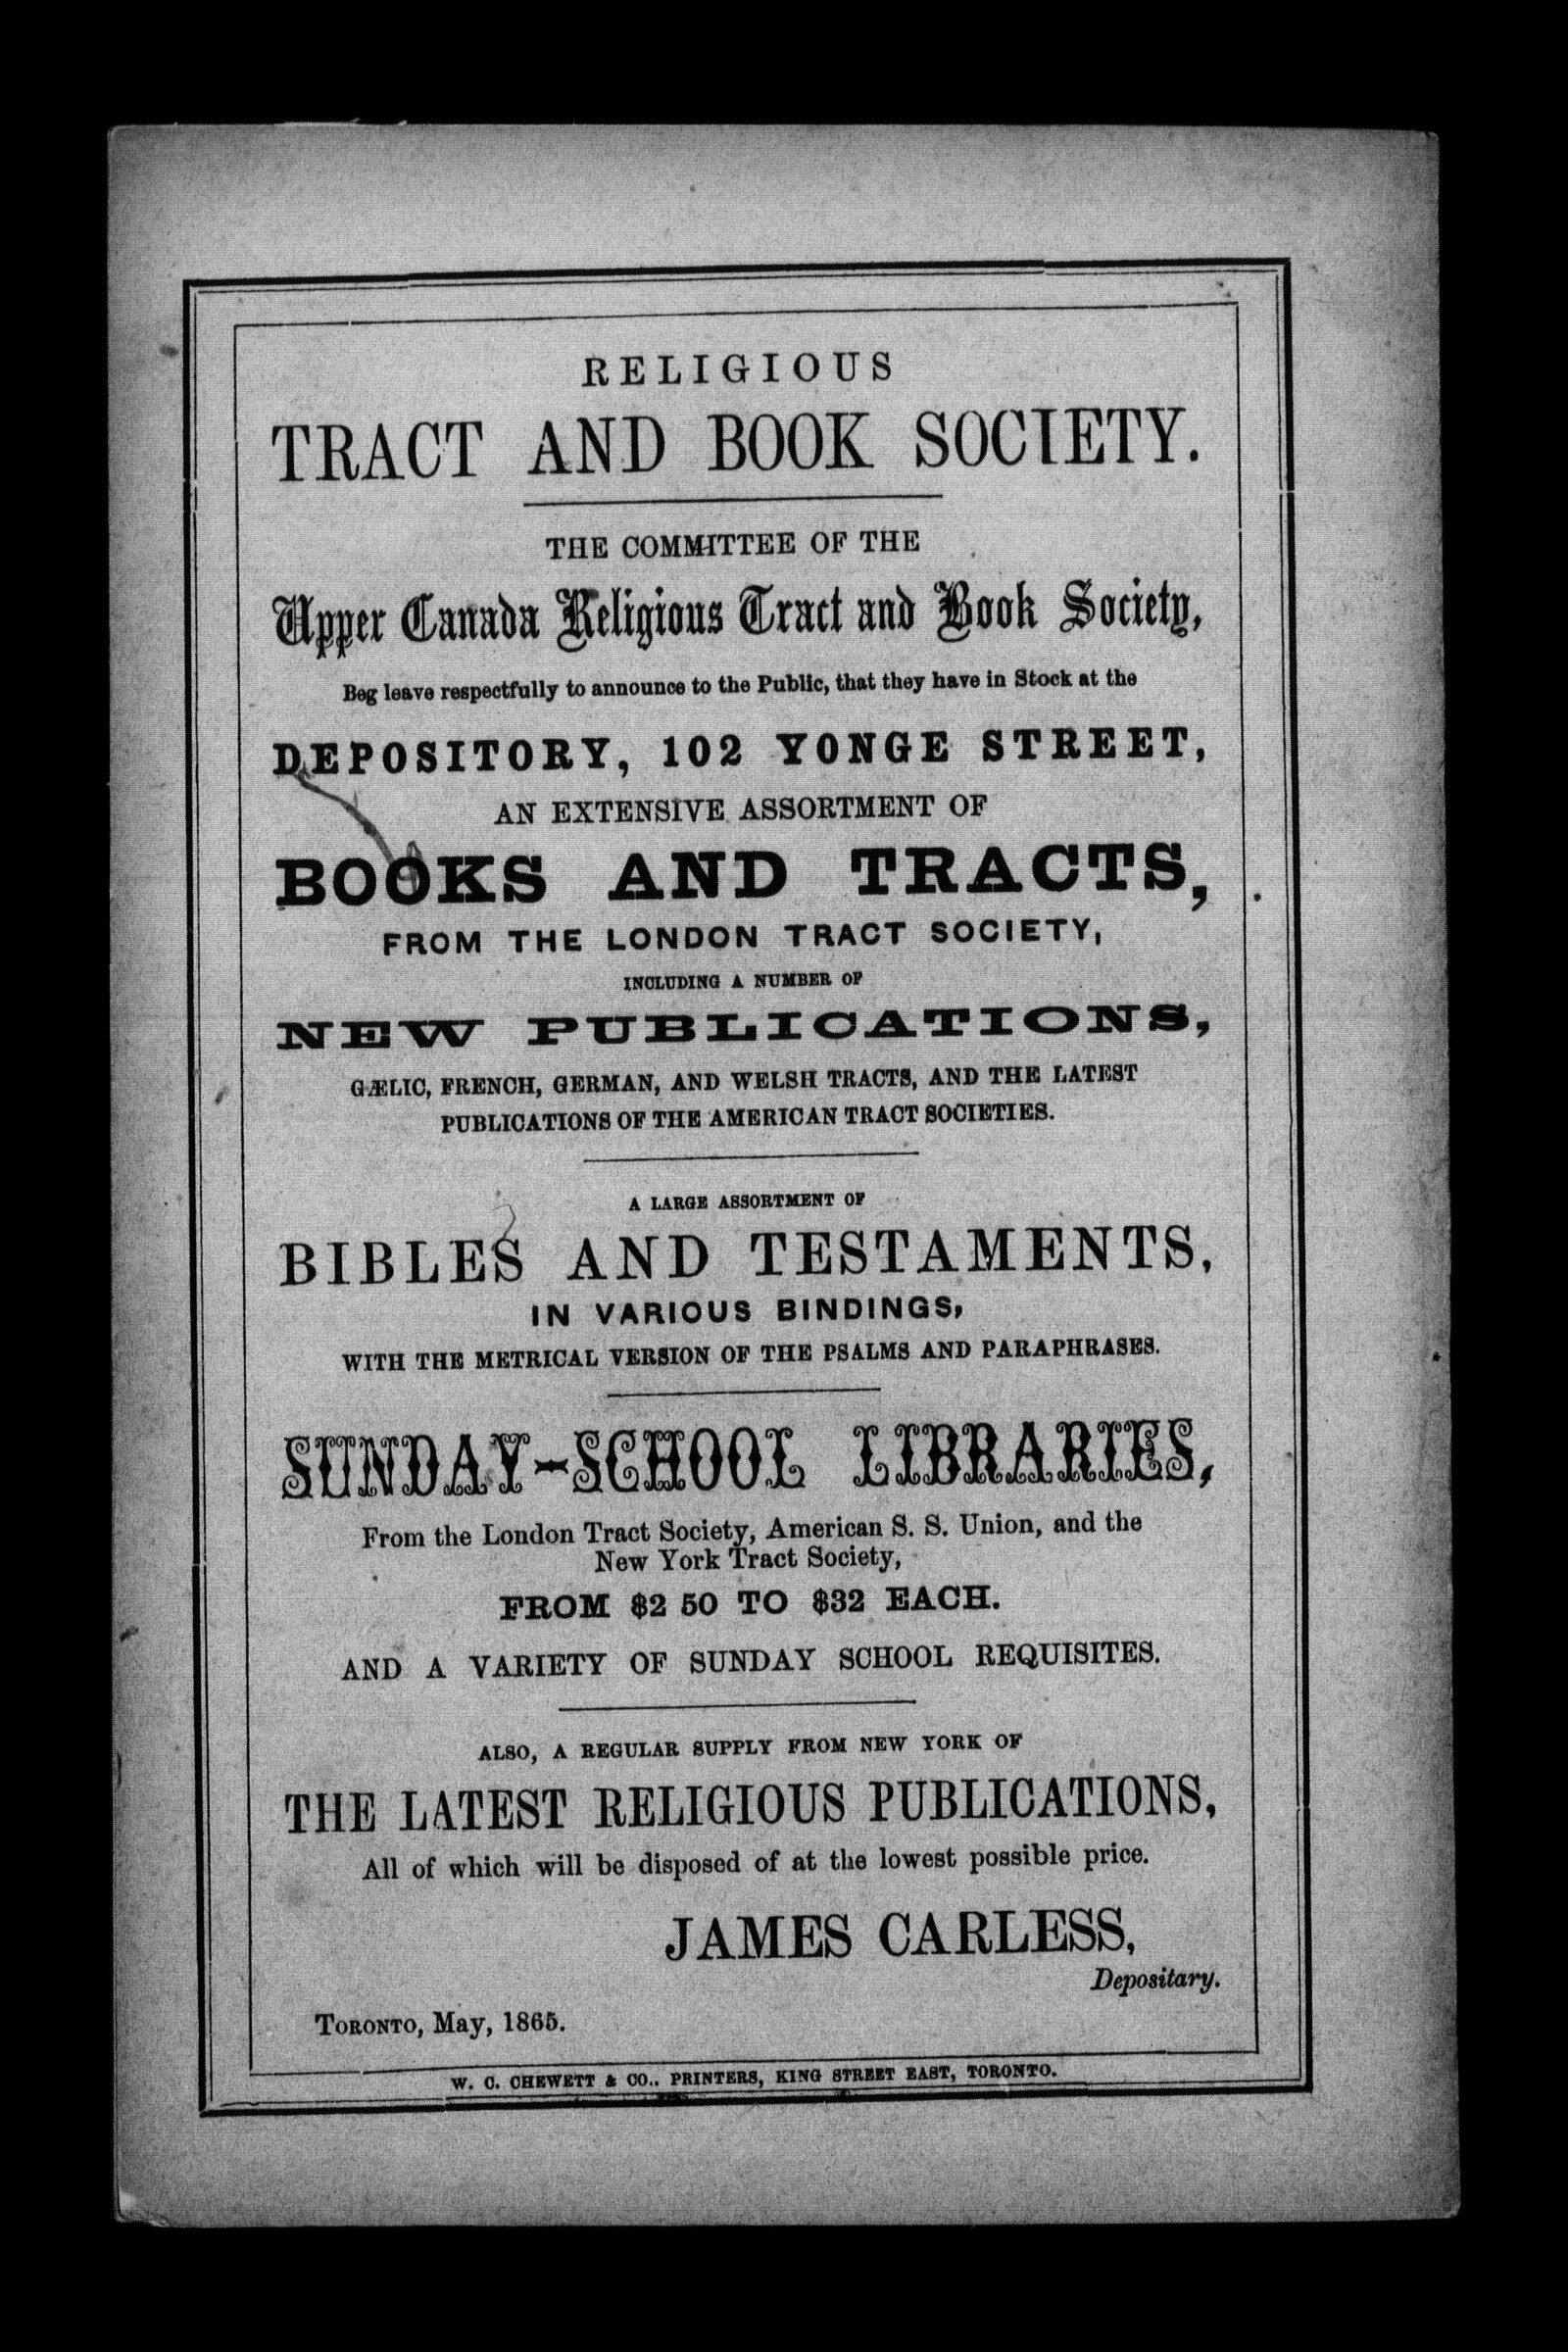 RELIGIOUS
TRACT AND BOOK SOCIETY.
THE COMMITTEE OF THE
Upper Canada Religious Tract and Book Society,
Beg leave respectfully to announce to the Public, that they have in Stock at the
DEPOSITORY, 102 YONGE STREET,
AN EXTENSIVE ASSORTMENT OF
BOOKS AND TRACTS,
FROM THE LONDON TRACT SOCIETY,
INCLUDING A NUMBER OF
NEW PUBLICATIONS,
GÆLIC, FRENCH, GERMAN, AND WELSH TRACTS, AND THE LATEST
PUBLICATIONS OF THE AMERICAN TRACT SOCIETIES.
A LARGE ASSORTMENT OF
BIBLES AND TESTAMENTS,
IN VARIOUS BINDINGS,
WITH THE METRICAL VERSION OF THE PSALMS AND PARAPHRASES.
SUNDAY-SCHOOL LIBRARIES,
From the London Tract Society, American S. S. Union, and the
New York Tract Society,
FROM $2 50 TO $32 EACH.
AND A VARIETY OF SUNDAY SCHOOL REQUISITES.
ALSO, A REGULAR SUPPLY FROM NEW YORK OF
THE LATEST RELIGIOUS PUBLICATIONS,
All of which will be disposed of at the lowest possible price.
JAMES CARLESS,
Depositary.
TORONTO, May, 1865.
W. C. CHEWETT & CO.. PRINTERS, KING STREET EAST, TORONTO.